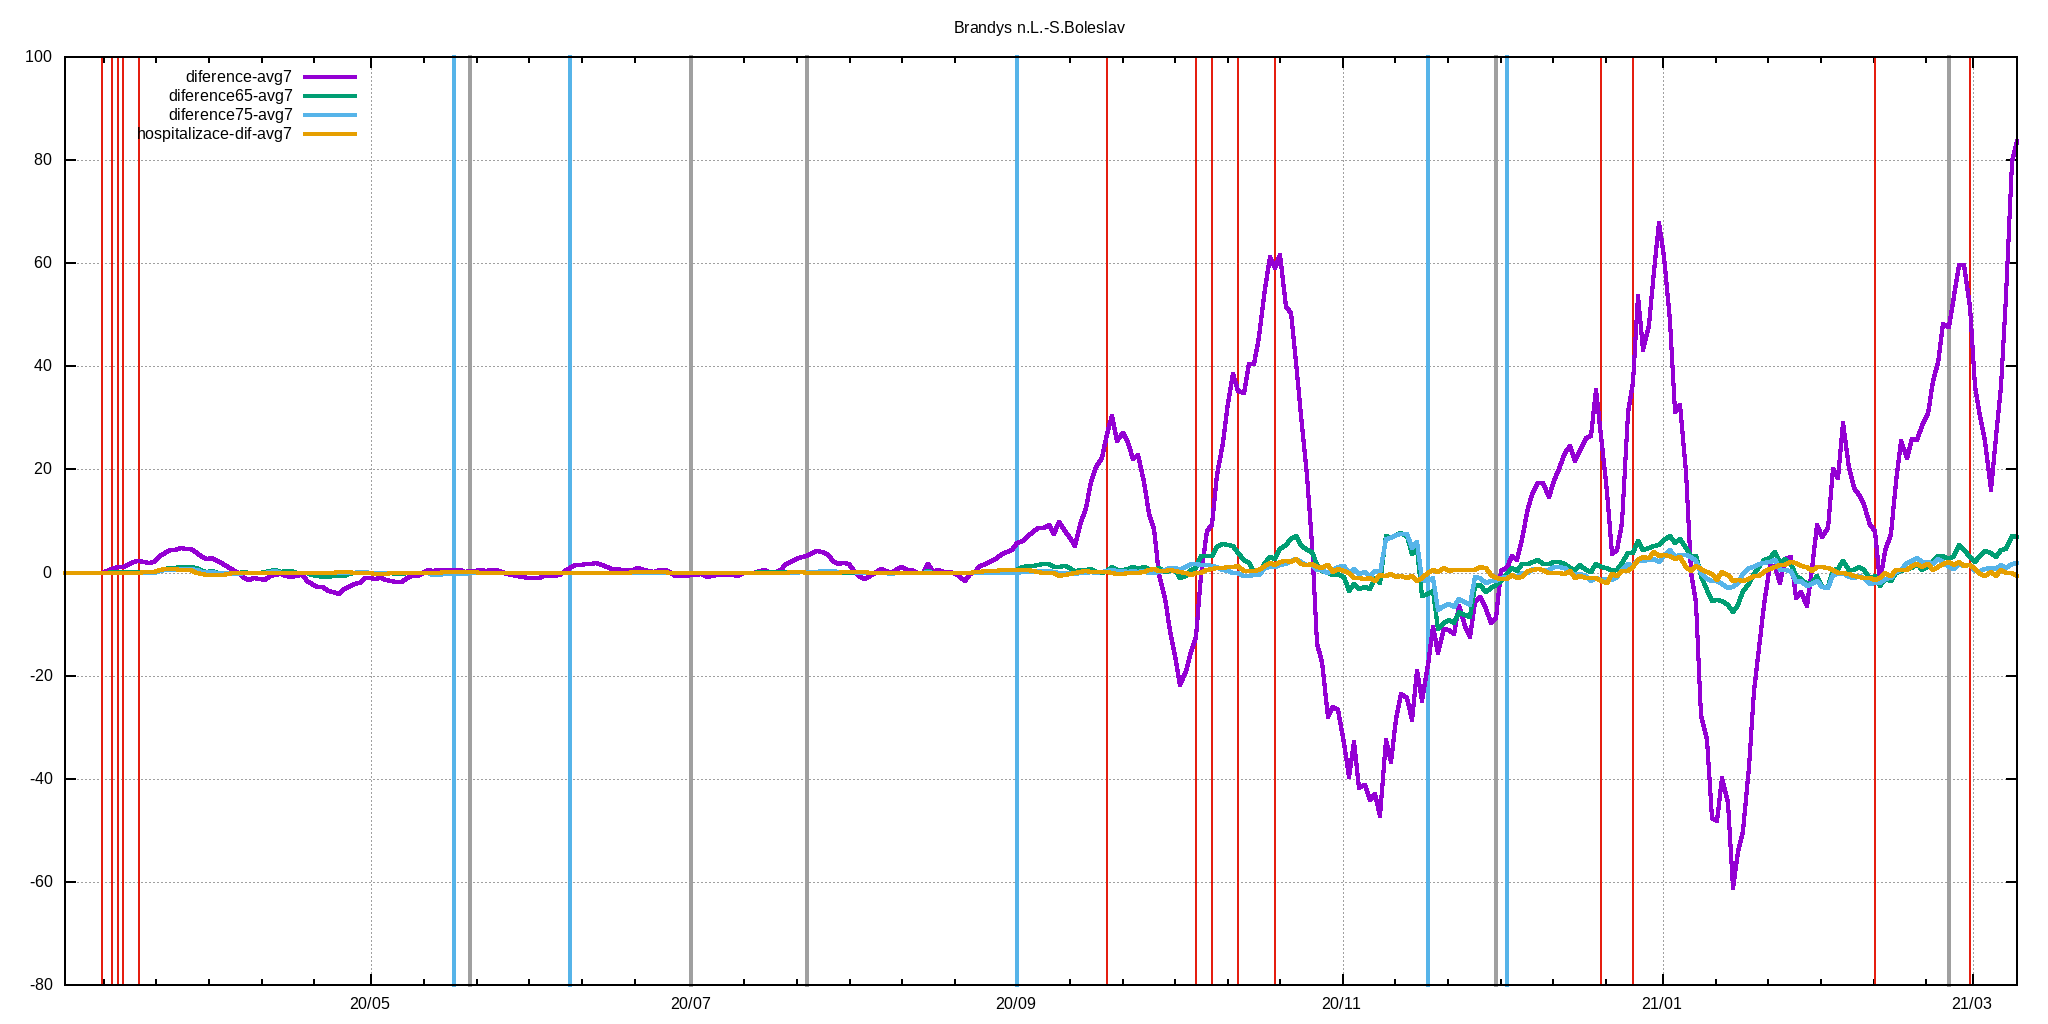 Brandys n.L.-S.Boleslav
diference-avg7
diference65-avg7
diference75-avg7
hospitalizace-dif-avg7
100
80
60
40
20
0
-20
-40
-60
-80
20/05 20/07 20/09 20/11 21/01 21/03